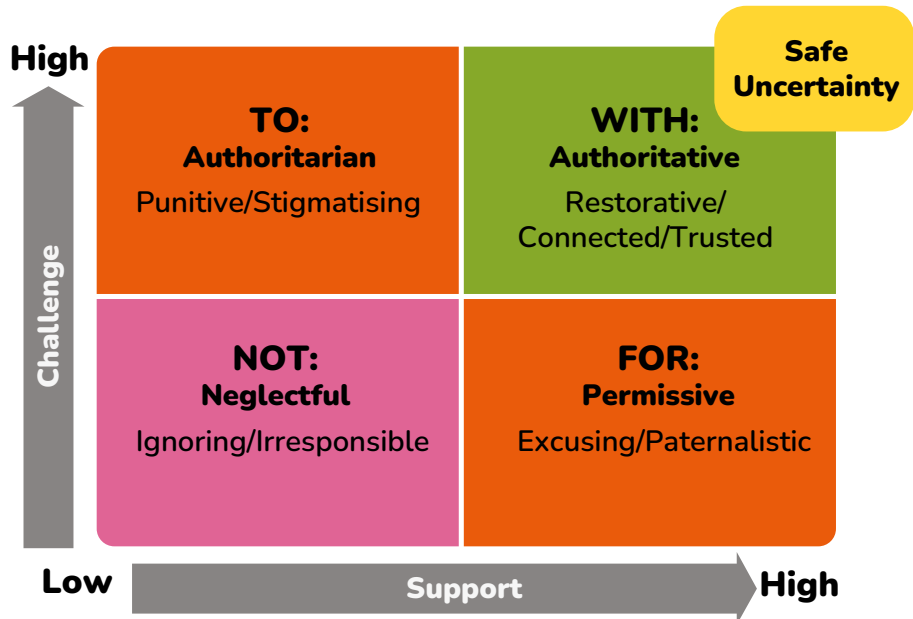 High
Safe
Uncertainty
TO:
Authoritarian
Punitive/Stigmatising
WITH:
Authoritative
Restorative/
Connected/Trusted
Challenge
NOT:
Neglectful
Ignoring/Irresponsible
FOR:
Permissive
Excusing/Paternalistic
Low
Support
High